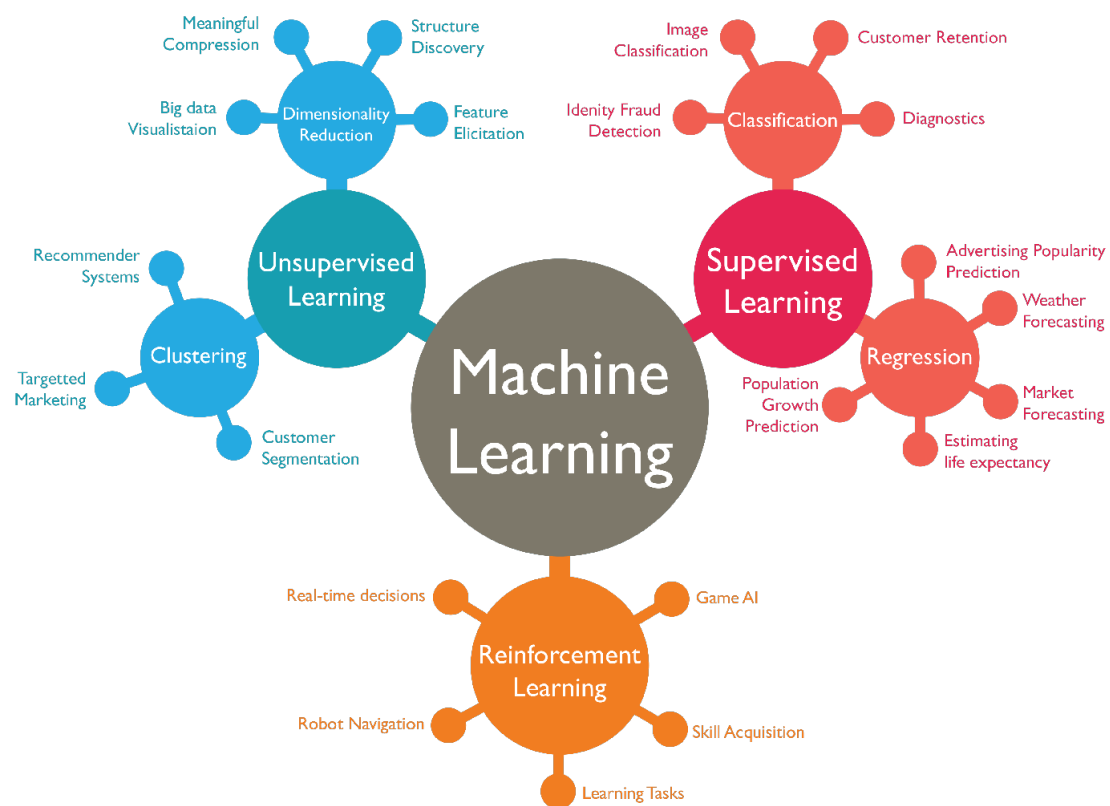 Meaningful
Compression
Structure
Discovery
Big data
Visualistaion
Dimensionality
Reduction
Feature
Elicitation
Image
Classification
Customer Retention
Idenity Fraud
Detection
Classification
Diagnostics
Recommender
Systems
Unsupervised
Learning
Clustering
Targetted
Marketing
Customer
Segmentation
Supervised
Learning
Advertising Popularity
Prediction
Weather
Forecasting
Regression
Population
Growth
Prediction
Market
Forecasting
Estimating
life expectancy
Machine
Learning
Real-time decisions
Game AI
Reinforcement
Learning
Robot Navigation
Skill Acquisition
Learning Tasks